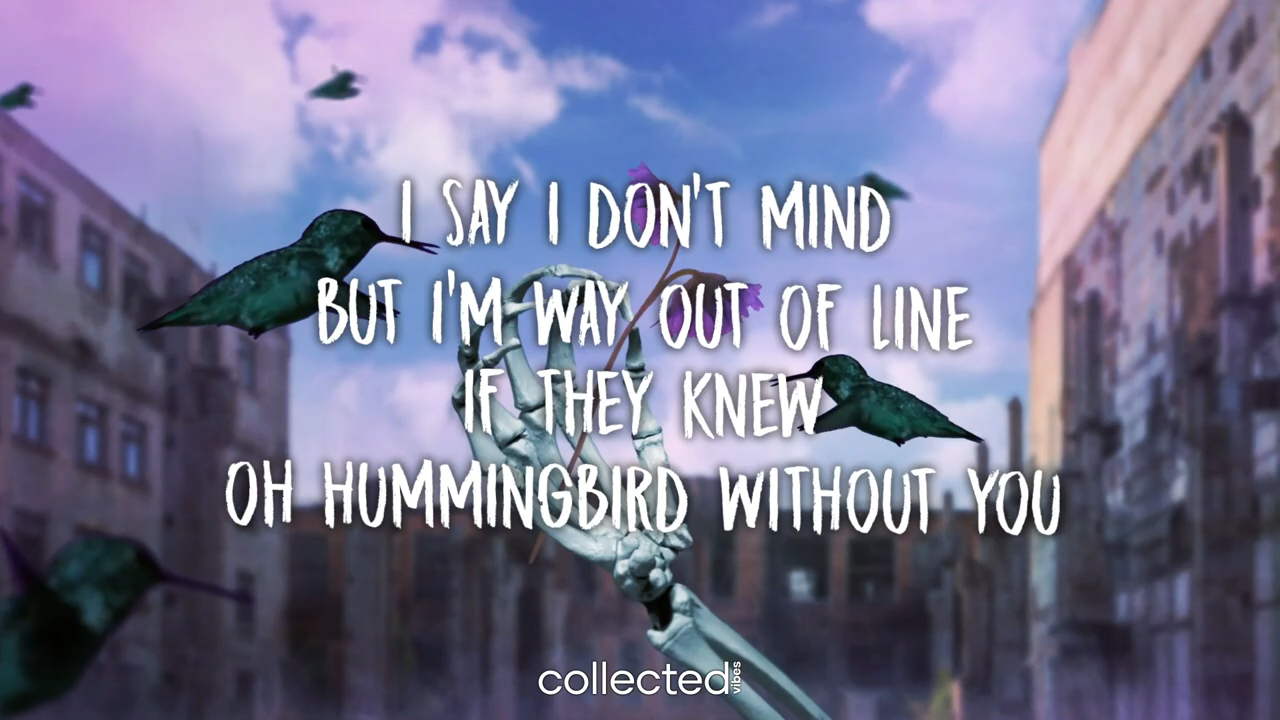 I SAY I DON'T MIND
BUT I'M WAY OUT OF LINE
IF THEY KNEW
OH HUMMINGBIRD WITHOUT YOU
collected vibes